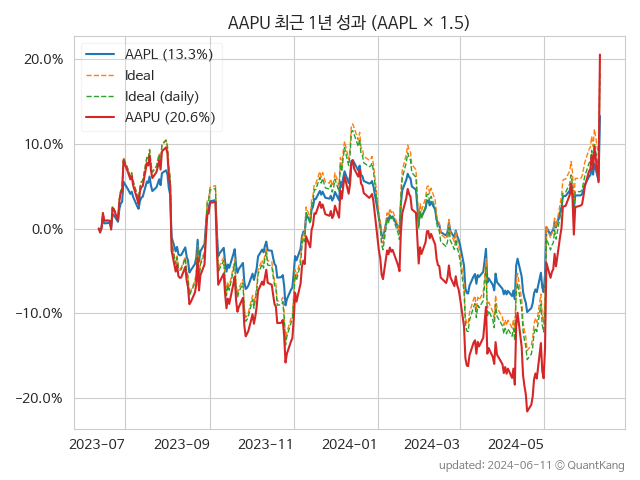 AAPU 최근 1년 성과 (AAPL × 1.5)
AAPL (13.3%)
Ideal
Ideal (daily)
AAPU (20.6%)
20.0%
10.0%
0.0%
−10.0%
−20.0%
2023−07
2023−09
2023−11
2024−01
2024−03
2024−05
updated: 2024-06-11 © QuantKang